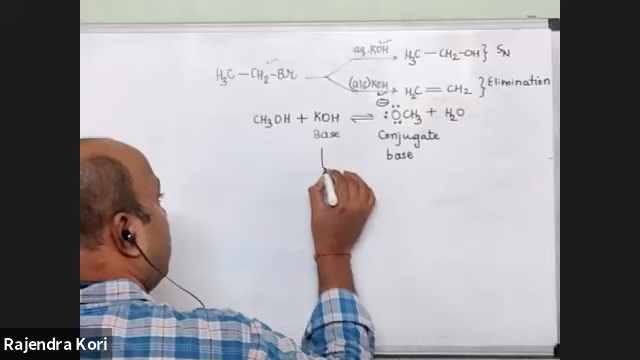 aq.KOH
H₃C—CH₂—OH} SN
H₃C—CH₂—Br
(alc)KOH
H₂C=CH₂ } Elimination
CH₃OH + KOH ⇌ ⊖:ÖCH₃ + H₂O
Base
Conjugate
base
Rajendra Kori